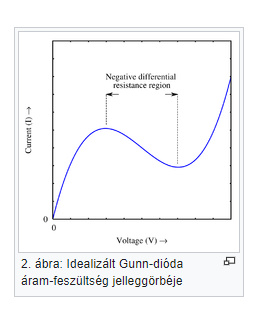 Negative differential
resistance region
Current (I) →
0
0
Voltage (V) →
2. ábra: Idealizált Gunn-dióda
áram-feszültség jelleggörbéje